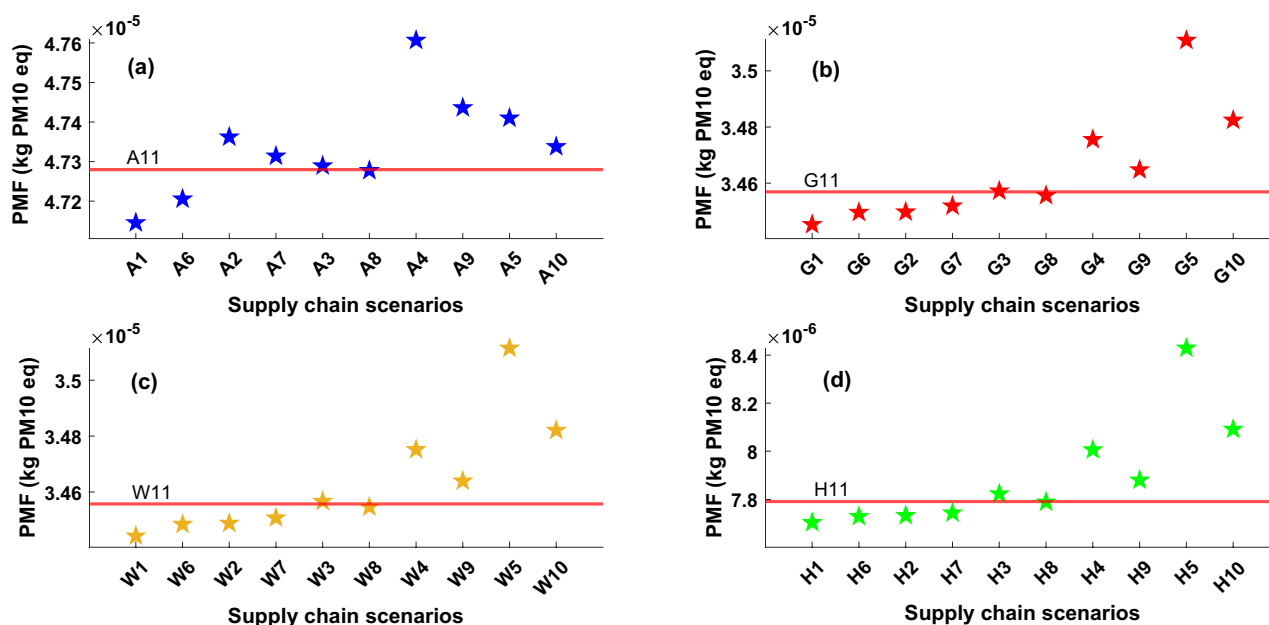 ×10⁻⁵
PMF (kg PM10 eq)
4.76
4.75
4.74
4.73
4.72
(a)
A11
A1 A6 A2 A7 A3 A8 A4 A9 A5 A10
Supply chain scenarios
×10⁻⁵
PMF (kg PM10 eq)
3.5
3.48
3.46
(b)
G11
G1 G6 G2 G7 G3 G8 G4 G9 G5 G10
Supply chain scenarios
×10⁻⁵
PMF (kg PM10 eq)
3.5
3.48
3.46
(c)
W11
W1 W6 W2 W7 W3 W8 W4 W9 W5 W10
Supply chain scenarios
×10⁻⁶
PMF (kg PM10 eq)
8.4
8.2
8
7.8
(d)
H11
H1 H6 H2 H7 H3 H8 H4 H9 H5 H10
Supply chain scenarios